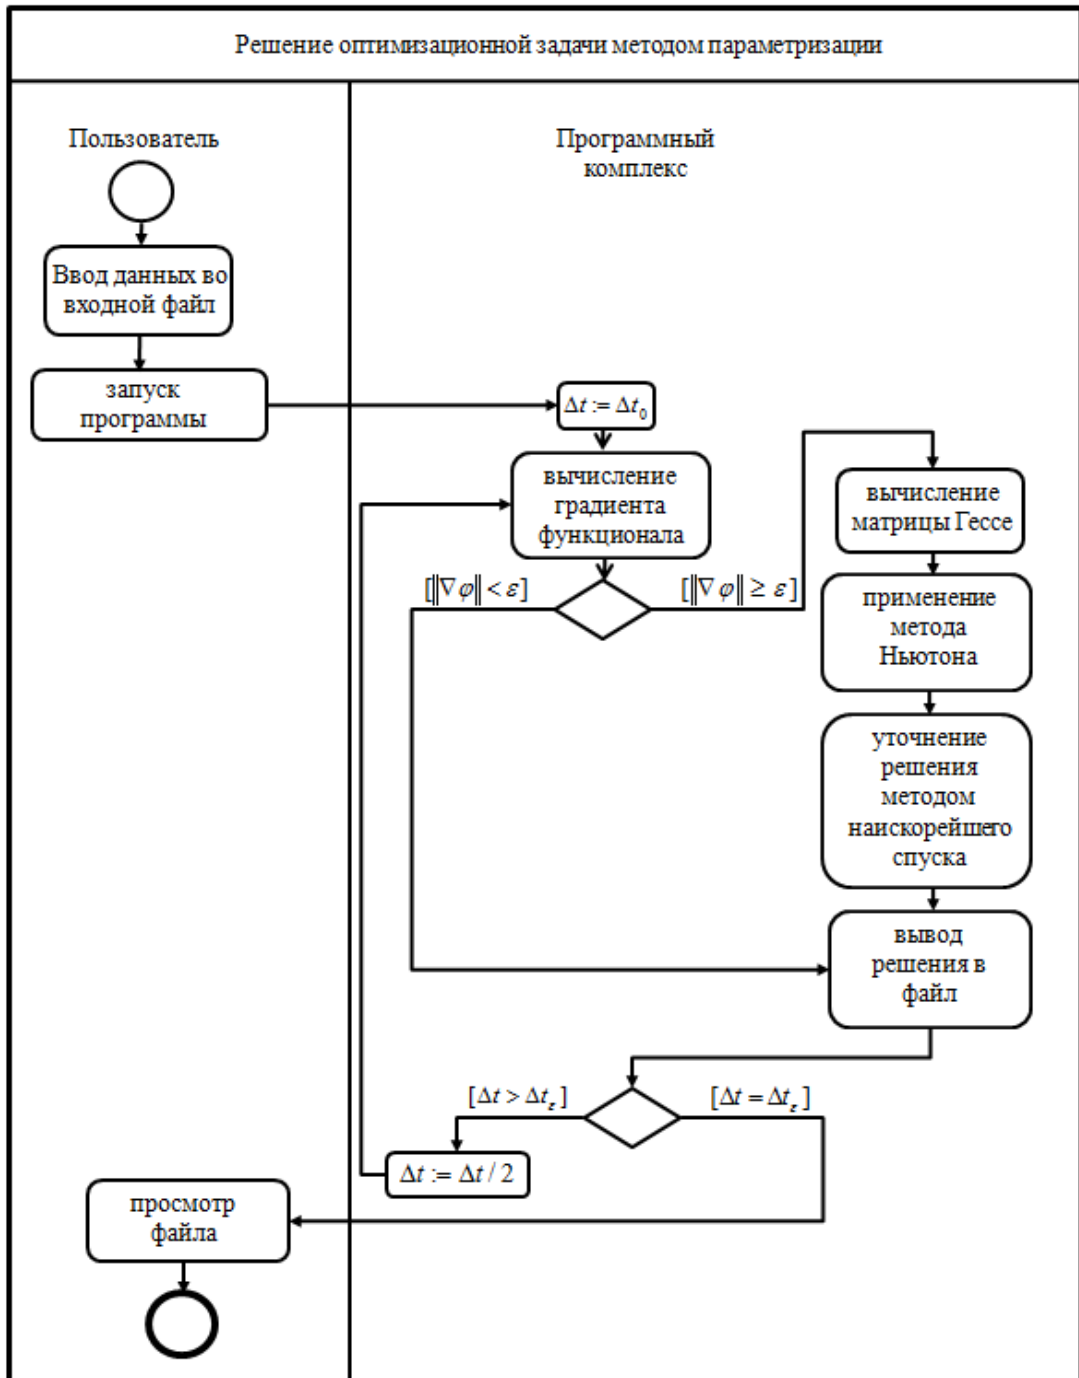 Решение оптимизационной задачи методом параметризации
Пользователь
Программный
комплекс
Ввод данных во
входной файл
запуск
программы
Δt := Δt₀
вычисление
градиента
функционала
[‖∇φ‖ < ε]
[‖∇φ‖ ≥ ε]
вычисление
матрицы Гессе
применение
метода
Ньютона
уточнение
решения
методом
наискорейшего
спуска
вывод
решения в
файл
[Δt > Δt_ε]
[Δt = Δt_ε]
Δt := Δt / 2
просмотр
файла